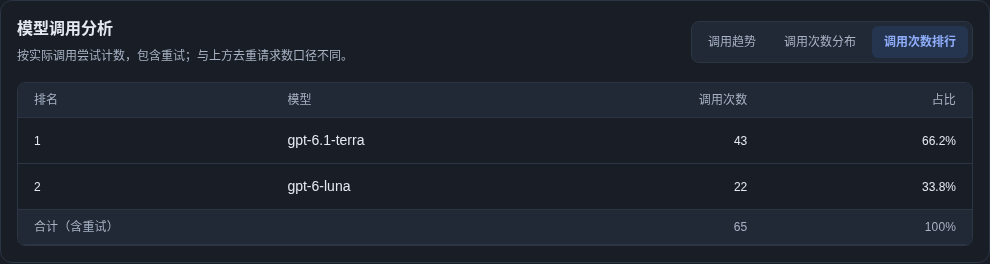 模型调用分析
按实际调用尝试计数，包含重试；与上方去重请求数口径不同。
调用趋势 调用次数分布 调用次数排行
排名 模型 调用次数 占比
1 gpt-6.1-terra 43 66.2%
2 gpt-6-luna 22 33.8%
合计（含重试） 65 100%